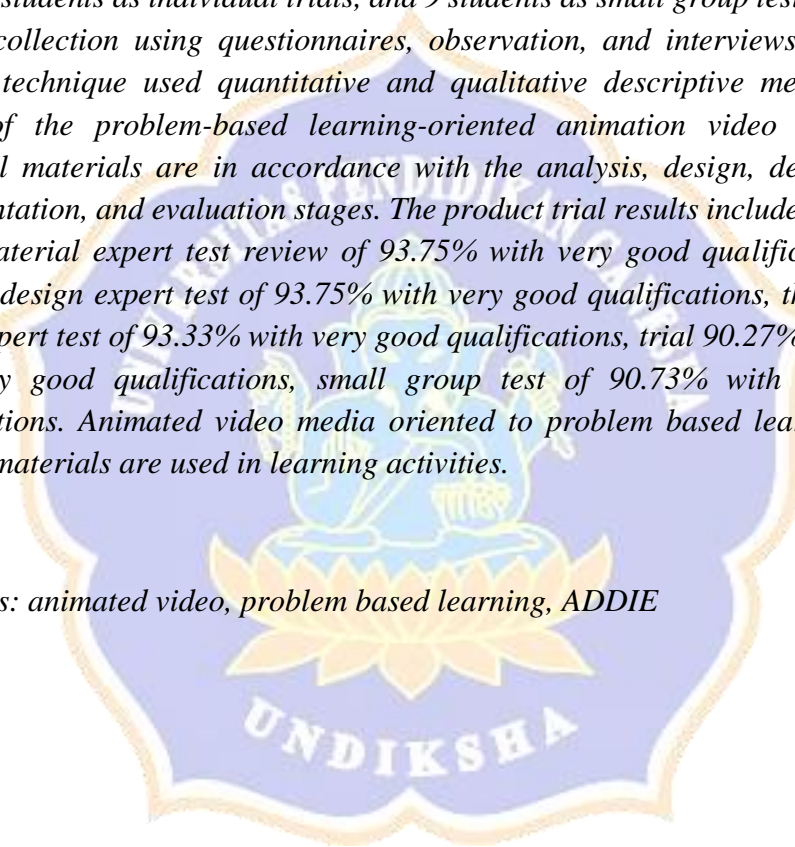 students as individual trials, and 9 students as small group test
collection using questionnaires, observation, and interviews
technique used quantitative and qualitative descriptive me
of the problem-based learning-oriented animation video
l materials are in accordance with the analysis, design, de
ntation, and evaluation stages. The product trial results include
aterial expert test review of 93.75% with very good qualific
design expert test of 93.75% with very good qualifications, th
pert test of 93.33% with very good qualifications, trial 90.27%
y good qualifications, small group test of 90.73% with
tions. Animated video media oriented to problem based lear
materials are used in learning activities.
s: animated video, problem based learning, ADDIE
UNIVERSITAS PENDIDIKAN GANESHA
UNDIKSHA